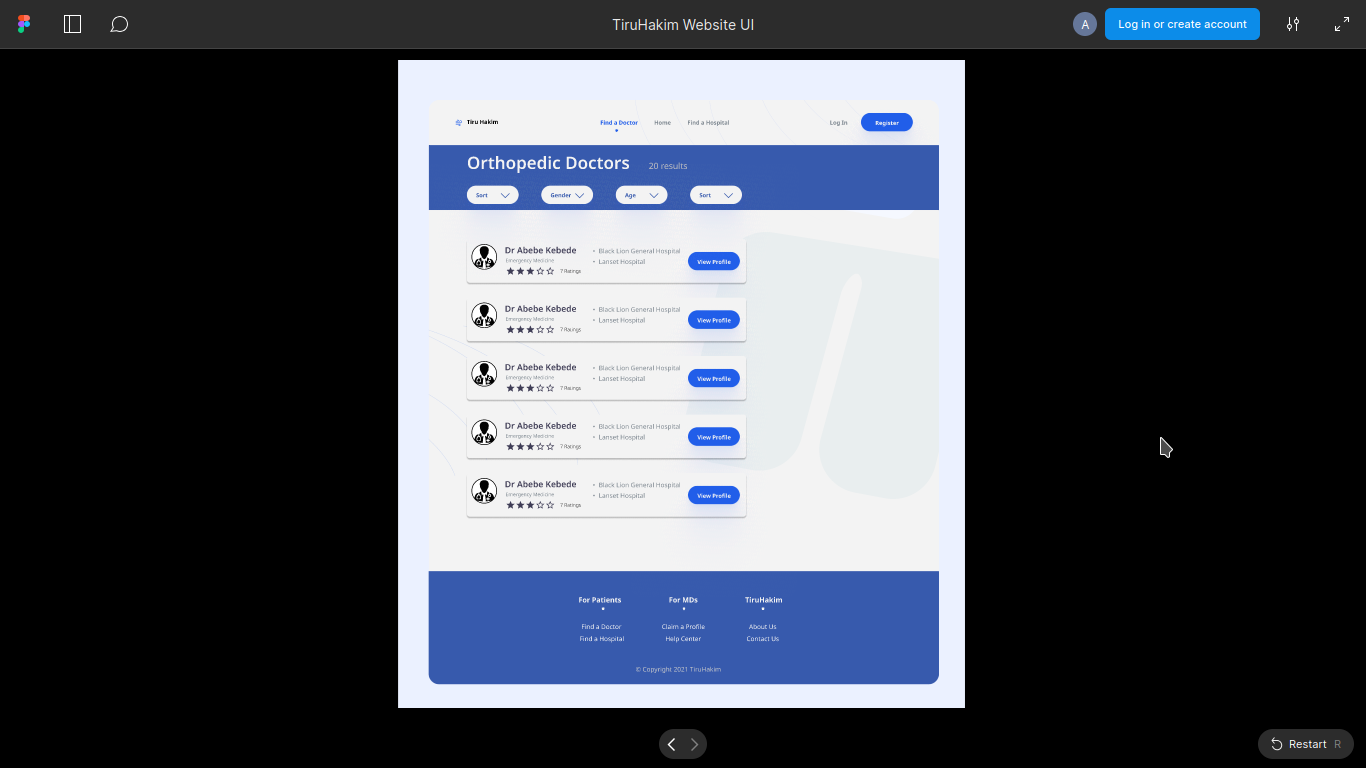 TiruHakim Website UI
A
Log in or create account
Tiru Hakim
Find a Doctor
Home
Find a Hospital
Log In
Register
Orthopedic Doctors
20 results
Sort
Gender
Age
Sort
Dr Abebe Kebede
Emergency Medicine
7 Ratings
• Black Lion General Hospital
• Lanset Hospital
View Profile
Dr Abebe Kebede
Emergency Medicine
7 Ratings
• Black Lion General Hospital
• Lanset Hospital
View Profile
Dr Abebe Kebede
Emergency Medicine
7 Ratings
• Black Lion General Hospital
• Lanset Hospital
View Profile
Dr Abebe Kebede
Emergency Medicine
7 Ratings
• Black Lion General Hospital
• Lanset Hospital
View Profile
Dr Abebe Kebede
Emergency Medicine
7 Ratings
• Black Lion General Hospital
• Lanset Hospital
View Profile
For Patients
Find a Doctor
Find a Hospital
For MDs
Claim a Profile
Help Center
TiruHakim
About Us
Contact Us
© Copyright 2021 TiruHakim
Restart R